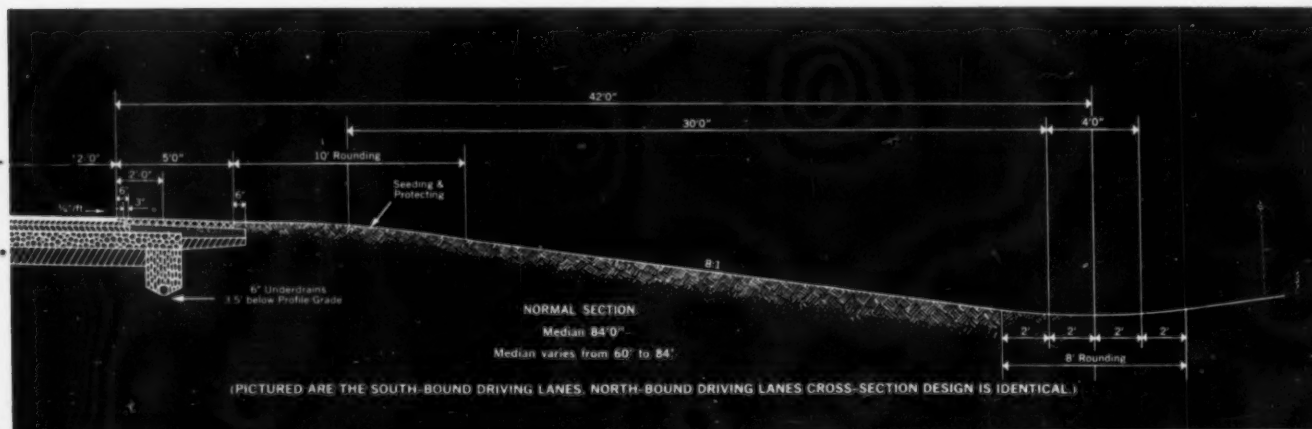 42'0"
30'0"
4'0"
12'0"
5'0"
10' Rounding
2'0"
6"
3"
6"
Seeding &
Protecting
8:1
6" Underdrains
3.5' below Profile Grade
NORMAL SECTION
Median 84'0"
Median varies from 60' to 84'
2'
2'
2'
2'
8' Rounding
(PICTURED ARE THE SOUTH-BOUND DRIVING LANES. NORTH-BOUND DRIVING LANES CROSS-SECTION DESIGN IS IDENTICAL.)